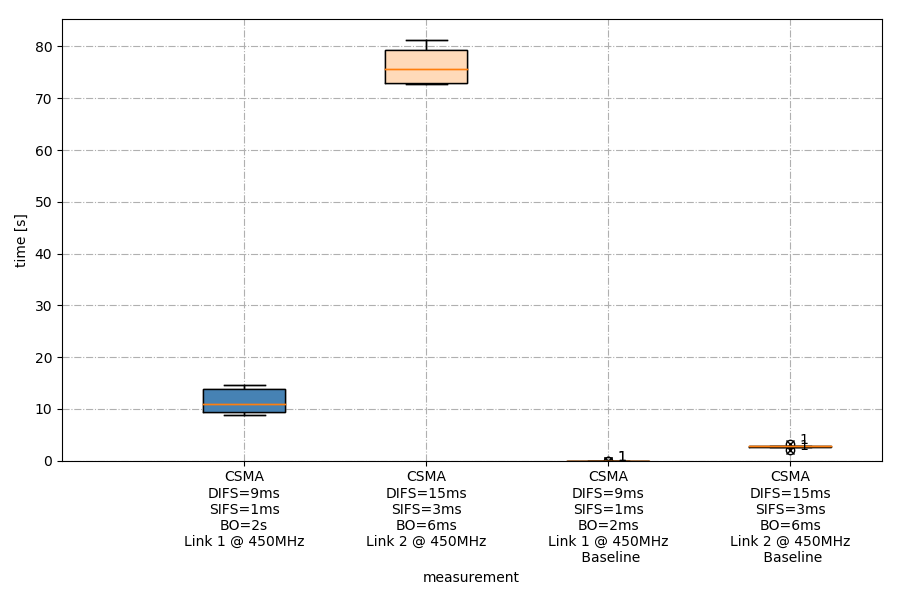 80
70
60
50
40
30
20
10
0
time [s]
1
1
1
CSMA
DIFS=9ms
SIFS=1ms
BO=2s
Link 1 @ 450MHz
CSMA
DIFS=15ms
SIFS=3ms
BO=6ms
Link 2 @ 450MHz
CSMA
DIFS=9ms
SIFS=1ms
BO=2ms
Link 1 @ 450MHz
Baseline
CSMA
DIFS=15ms
SIFS=3ms
BO=6ms
Link 2 @ 450MHz
Baseline
measurement